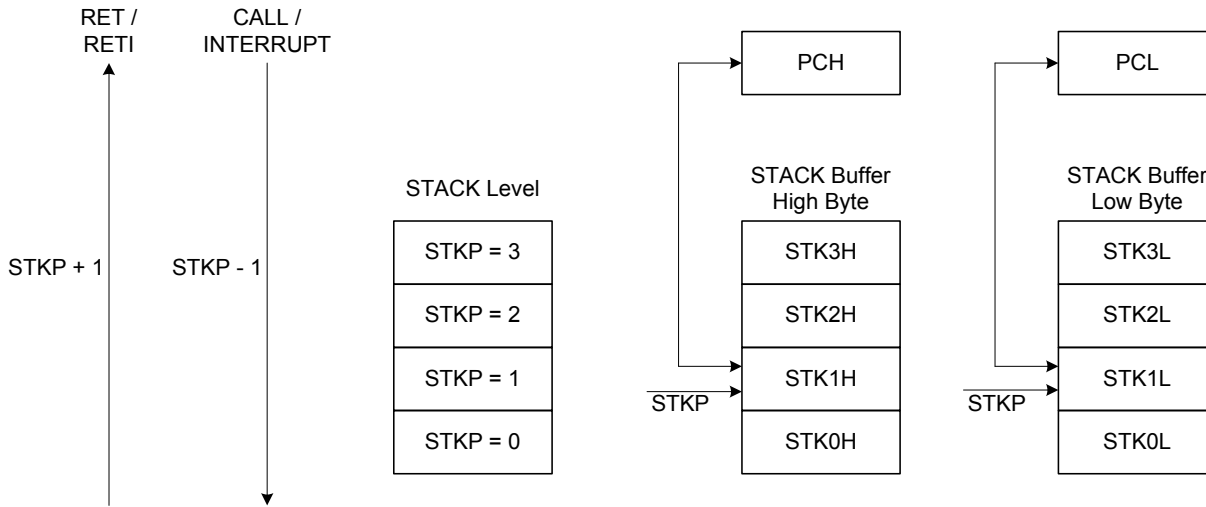 RET /
RETI
CALL /
INTERRUPT
STKP + 1
STKP - 1
STACK Level
STKP = 3
STKP = 2
STKP = 1
STKP = 0
PCH
STACK Buffer
High Byte
STK3H
STK2H
STK1H
STK0H
STKP
PCL
STACK Buffer
Low Byte
STK3L
STK2L
STK1L
STK0L
STKP